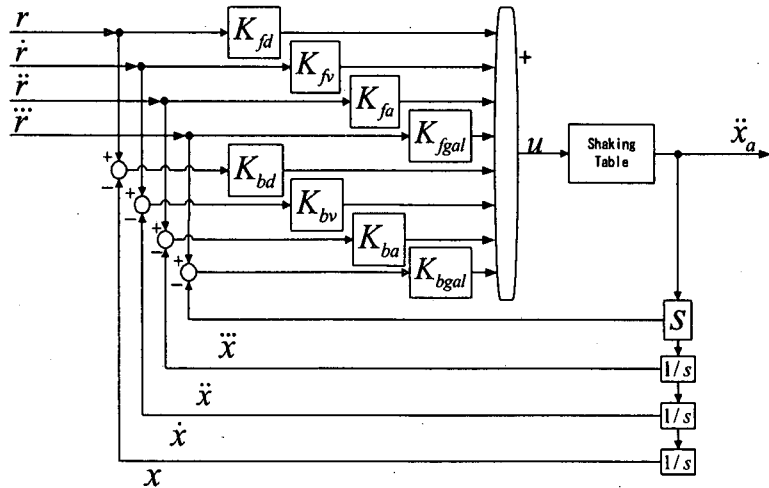 r
ṙ
r̈
r⃛
K_fd
K_fv
K_fa
K_fgal
+
u
Shaking
Table
ẍ_a
+
−
K_bd
+
−
K_bv
+
−
K_ba
+
−
K_bgal
S
x⃛
1/s
ẍ
1/s
ẋ
1/s
x